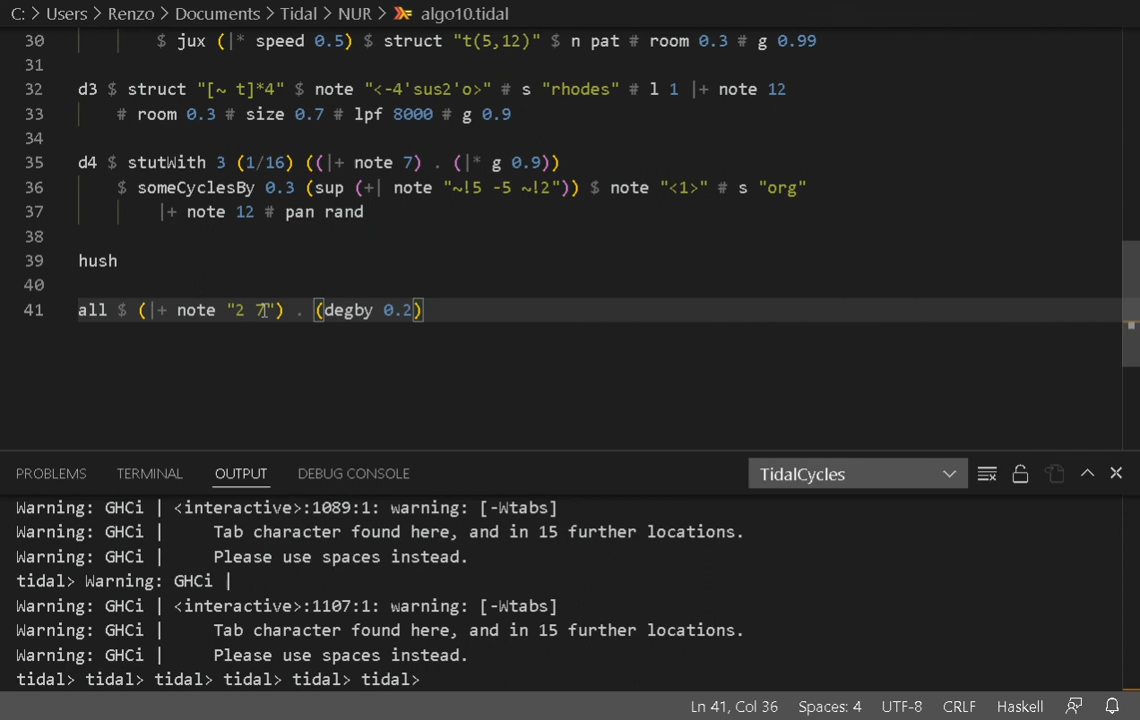 C: > Users > Renzo > Documents > Tidal > NUR > algo10.tidal
30 $ jux (|* speed 0.5) $ struct "t(5,12)" $ n pat # room 0.3 # g 0.99
31
32 d3 $ struct "[~ t]*4" $ note "<-4'sus2'o>" # s "rhodes" # l 1 |+ note 12
33 # room 0.3 # size 0.7 # lpf 8000 # g 0.9
34
35 d4 $ stutWith 3 (1/16) ((|+ note 7) . (|* g 0.9))
36 $ someCyclesBy 0.3 (sup (+| note "~!5 -5 ~!2")) $ note "<1>" # s "org"
37 |+ note 12 # pan rand
38
39 hush
40
41 all $ (|+ note "2 7") . (degby 0.2)
PROBLEMS TERMINAL OUTPUT DEBUG CONSOLE TidalCycles
Warning: GHCi | <interactive>:1089:1: warning: [-Wtabs]
Warning: GHCi | Tab character found here, and in 15 further locations.
Warning: GHCi | Please use spaces instead.
tidal> Warning: GHCi |
Warning: GHCi | <interactive>:1107:1: warning: [-Wtabs]
Warning: GHCi | Tab character found here, and in 15 further locations.
Warning: GHCi | Please use spaces instead.
tidal> tidal> tidal> tidal> tidal> tidal>
Ln 41, Col 36 Spaces: 4 UTF-8 CRLF Haskell